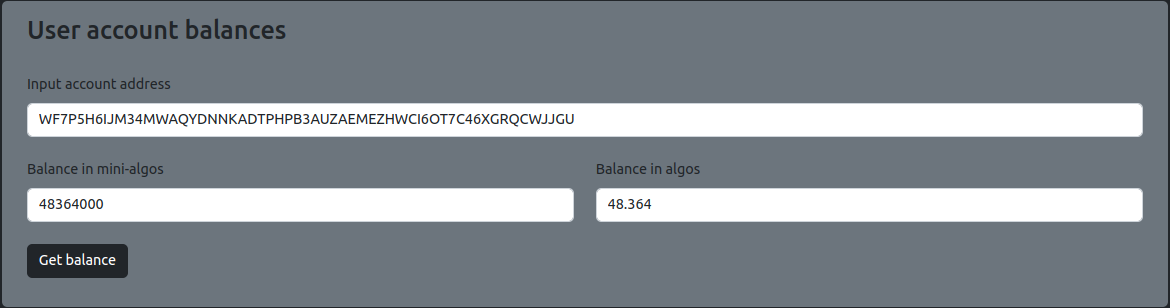 User account balances
Input account address
WF7P5H6IJM34MWAQYDNNKADTPHPB3AUZAEMEZHWCI6OT7C46XGRQCWJJGU
Balance in mini-algos
Balance in algos
48364000
48.364
Get balance